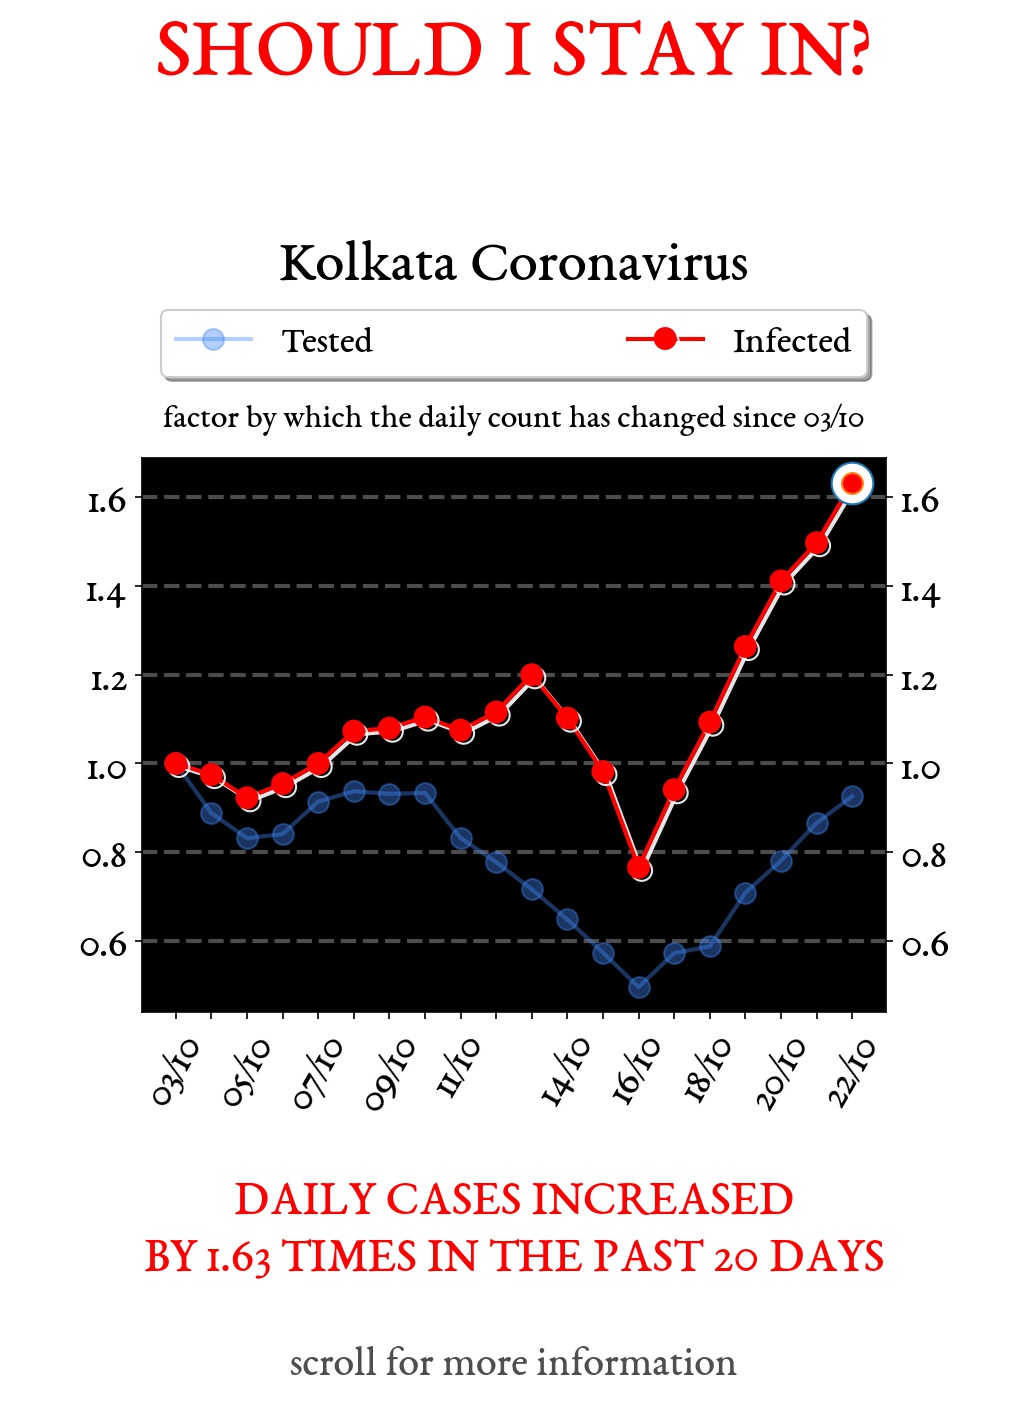 SHOULD I STAY IN?
Kolkata Coronavirus
Tested Infected
factor by which the daily count has changed since 03/10
1.6 1.6
1.4 1.4
1.2 1.2
1.0 1.0
0.8 0.8
0.6 0.6
03/10 05/10 07/10 09/10 11/10 14/10 16/10 18/10 20/10 22/10
DAILY CASES INCREASED
BY 1.63 TIMES IN THE PAST 20 DAYS
scroll for more information